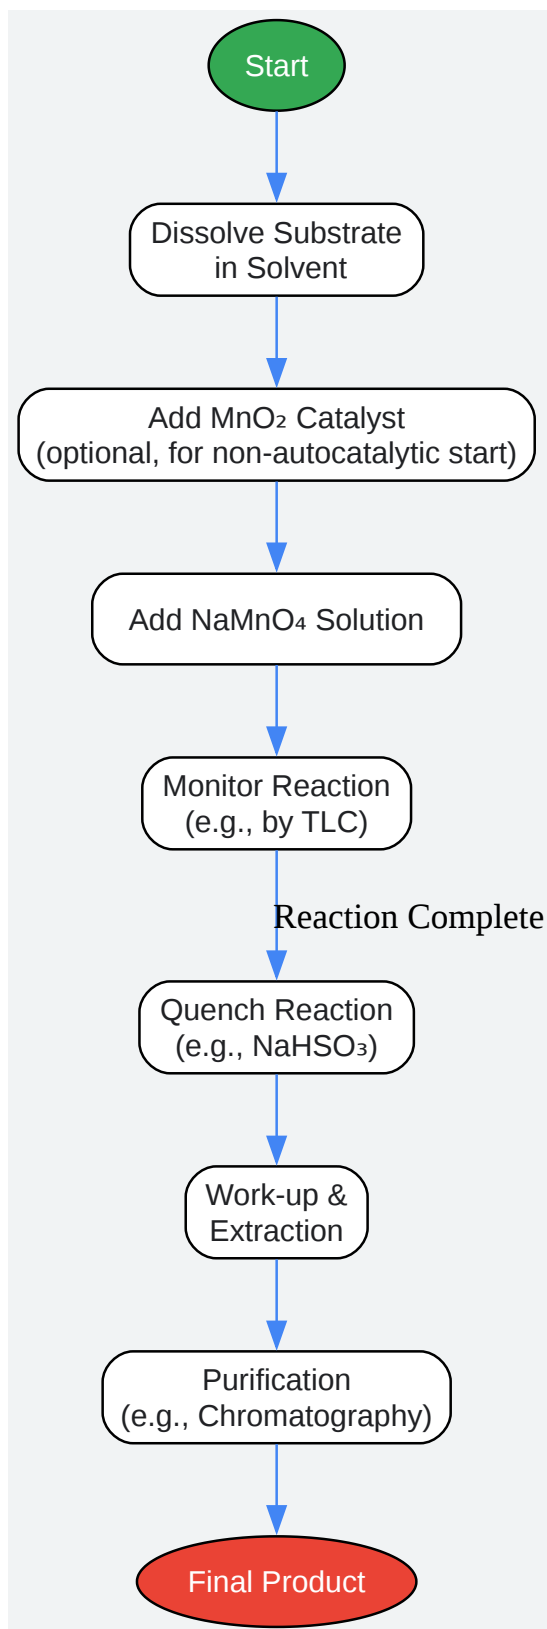 Start
Dissolve Substrate
in Solvent
Add MnO₂ Catalyst
(optional, for non-autocatalytic start)
Add NaMnO₄ Solution
Monitor Reaction
(e.g., by TLC)
Reaction Complete
Quench Reaction
(e.g., NaHSO₃)
Work-up &
Extraction
Purification
(e.g., Chromatography)
Final Product